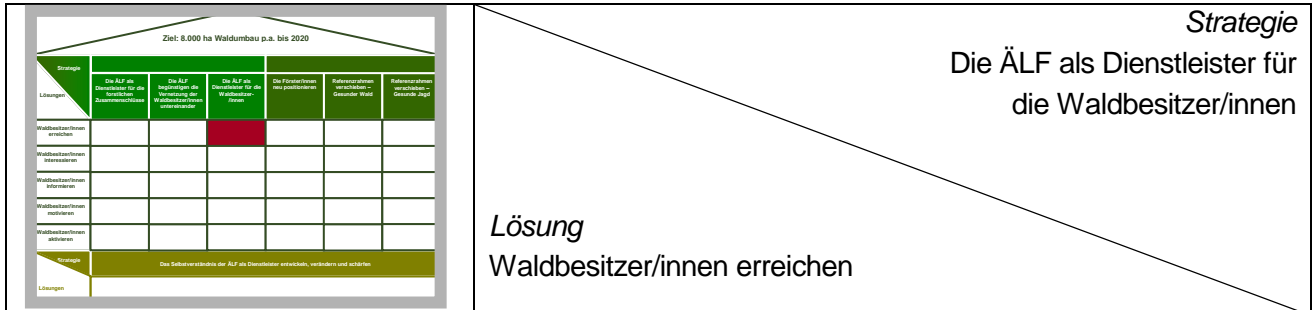 Ziel: 8.000 ha Waldumbau p.a. bis 2020
Strategie
Lösungen
Die ÄLF als
Dienstleister für die
forstlichen
Zusammenschlüsse
Die ÄLF
begünstigen die
Vernetzung der
Waldbesitzer/innen
untereinander
Die ÄLF als
Dienstleister für die
Waldbesitzer-
/innen
Die Förster/innen
neu positionieren
Referenzrahmen
verschieben –
Gesunder Wald
Referenzrahmen
verschieben –
Gesunde Jagd
Waldbesitzer/innen
erreichen
Waldbesitzer/innen
interessieren
Waldbesitzer/innen
informieren
Waldbesitzer/innen
motivieren
Waldbesitzer/innen
aktivieren
Strategie
Das Selbstverständnis der ÄLF als Dienstleister entwickeln, verändern und schärfen
Lösungen
Strategie
Die ÄLF als Dienstleister für
die Waldbesitzer/innen
Lösung
Waldbesitzer/innen erreichen